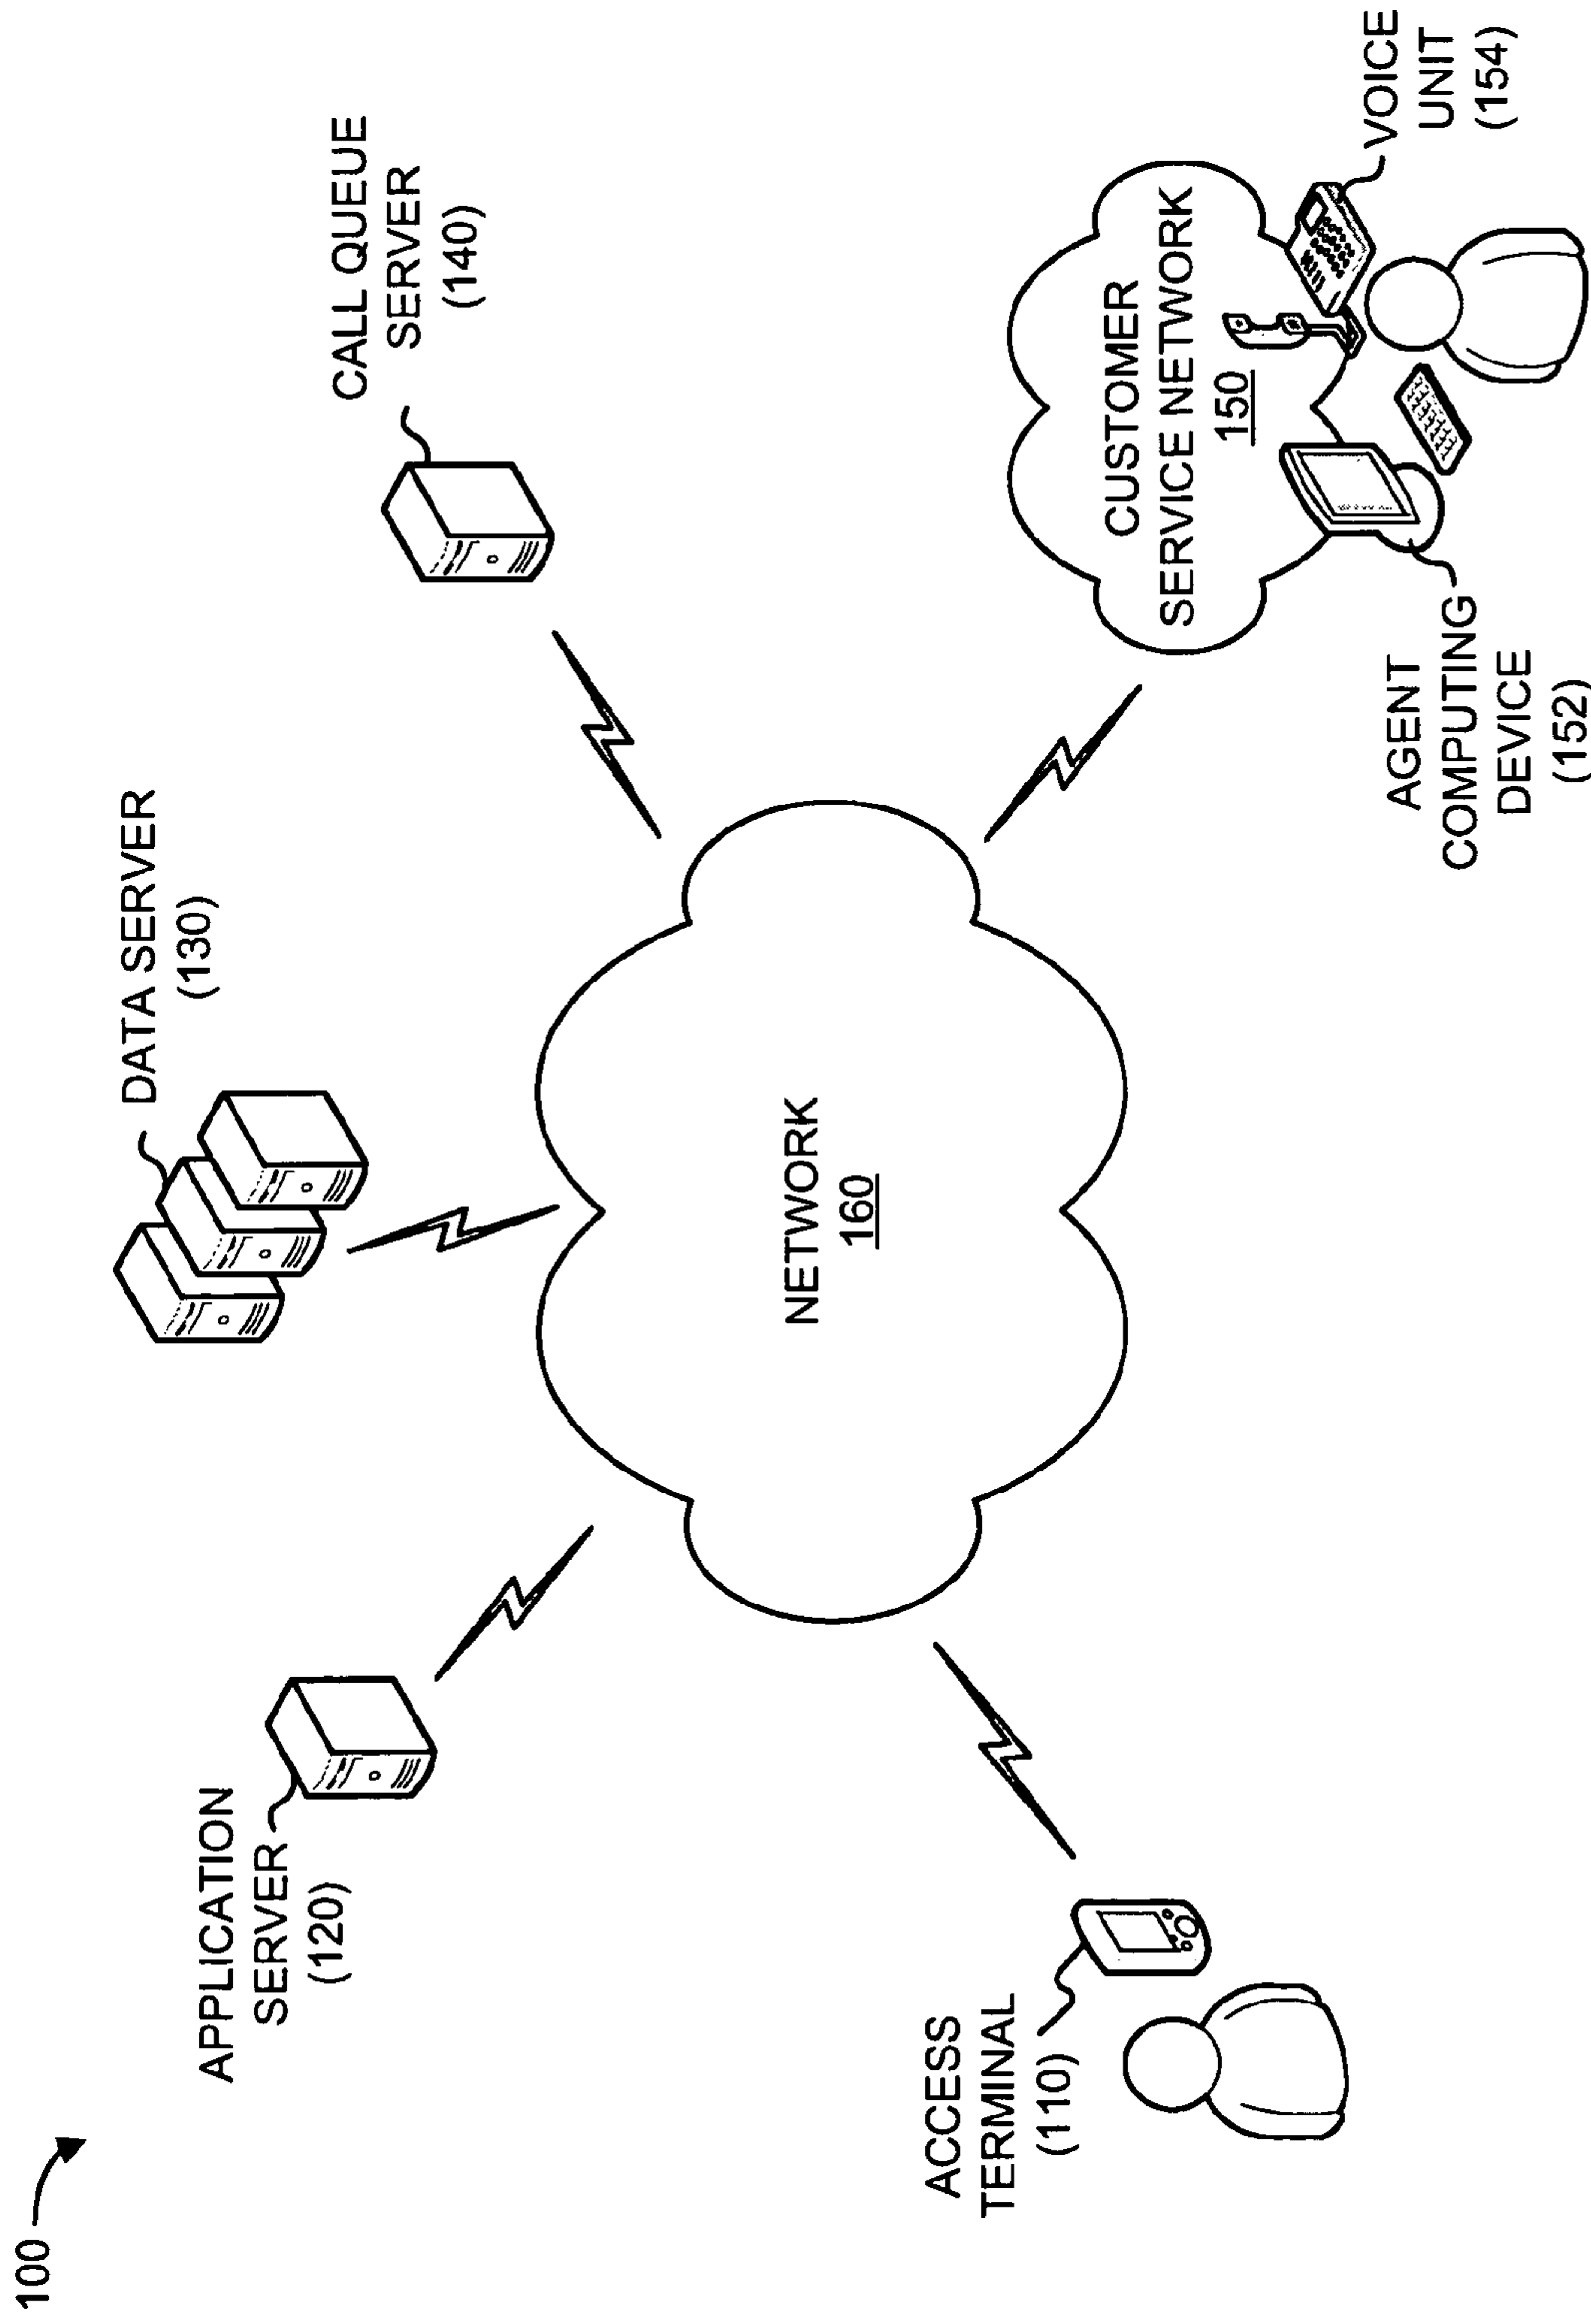 100
APPLICATION
SERVER
(120)
DATA SERVER
(130)
CALL QUEUE
SERVER
(140)
NETWORK
160
ACCESS
TERMINAL
(110)
CUSTOMER
SERVICE NETWORK
150
AGENT
COMPUTING
DEVICE
(152)
VOICE
UNIT
(154)